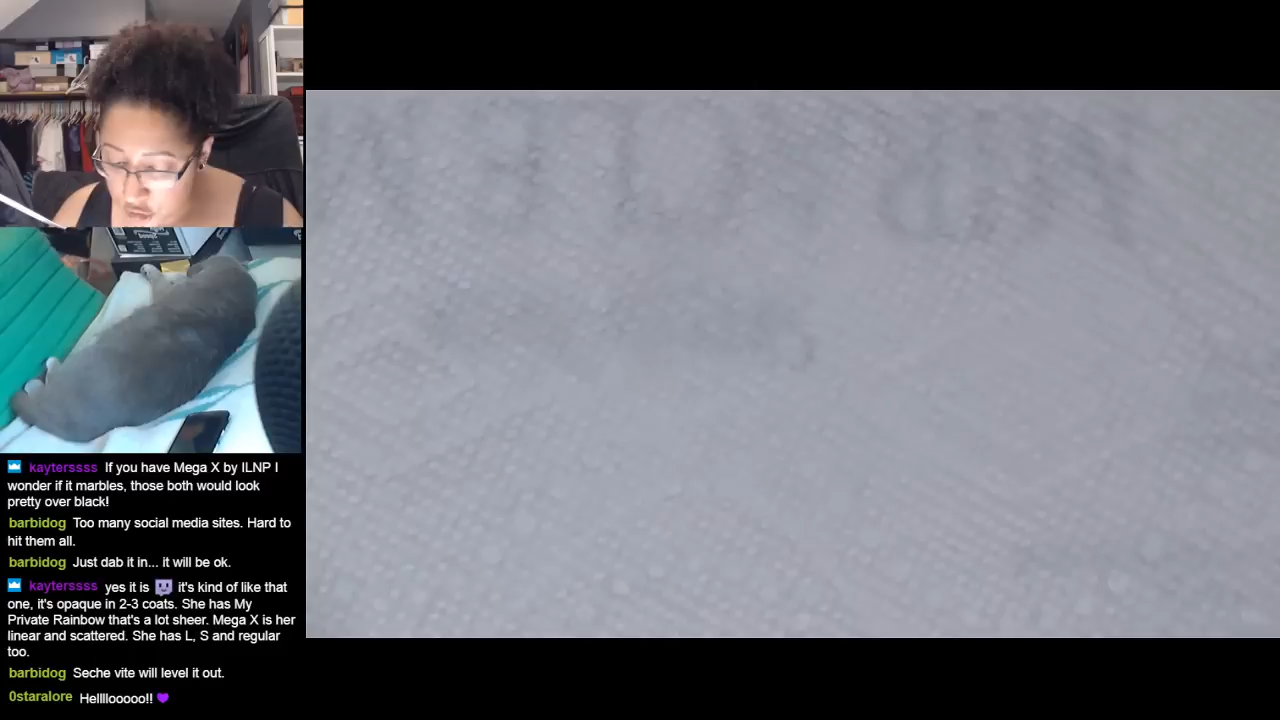 kayterssss If you have Mega X by ILNP I
wonder if it marbles, those both would look
pretty over black!
barbidog Too many social media sites. Hard to
hit them all.
barbidog Just dab it in... it will be ok.
kayterssss yes it is it's kind of like that
one, it's opaque in 2-3 coats. She has My
Private Rainbow that's a lot sheer. Mega X is her
linear and scattered. She has L, S and regular
too.
barbidog Seche vite will level it out.
0staralore Hellllooooo!!